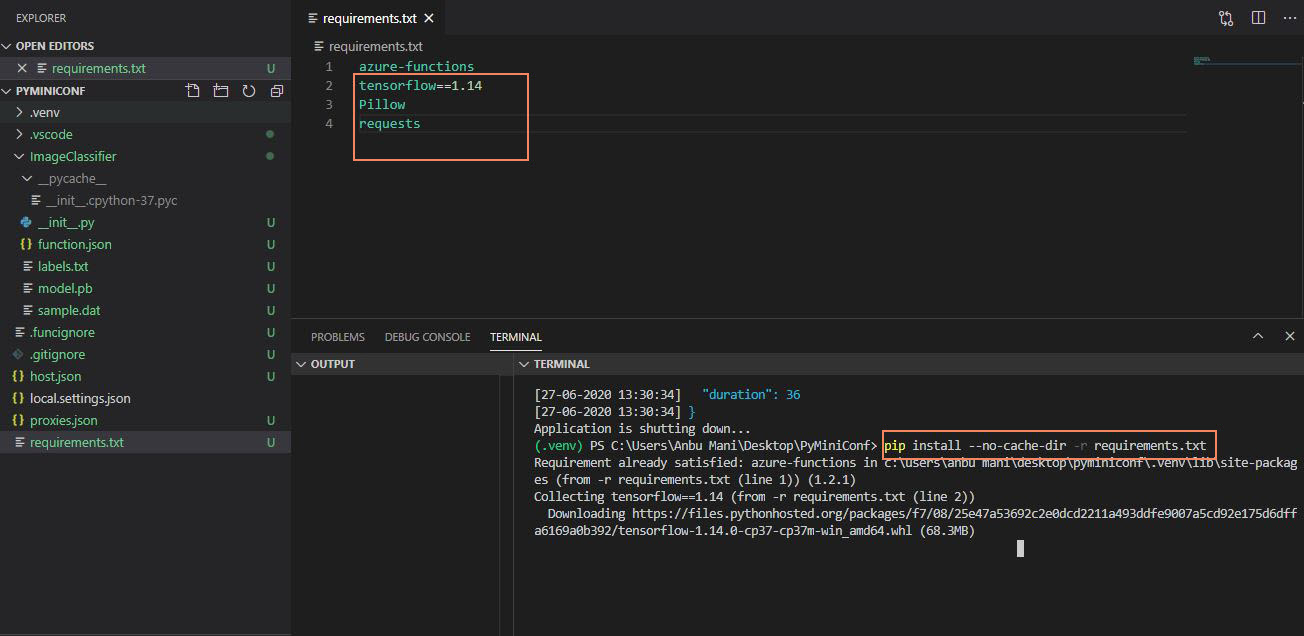 EXPLORER
OPEN EDITORS
requirements.txt U
PYMINICONF
.venv
.vscode
ImageClassifier
__pycache__
__init__.cpython-37.pyc
__init__.py U
function.json U
labels.txt U
model.pb U
sample.dat U
.funcignore U
.gitignore U
host.json U
local.settings.json
proxies.json U
requirements.txt U
requirements.txt
requirements.txt
1 azure-functions
2 tensorflow==1.14
3 Pillow
4 requests
PROBLEMS DEBUG CONSOLE TERMINAL
OUTPUT
TERMINAL
[27-06-2020 13:30:34] "duration": 36
[27-06-2020 13:30:34] }
Application is shutting down...
(.venv) PS C:\Users\Anbu Mani\Desktop\PyMiniConf> pip install --no-cache-dir -r requirements.txt
Requirement already satisfied: azure-functions in c:\users\anbu mani\desktop\pyminiconf\.venv\lib\site-packag
es (from -r requirements.txt (line 1)) (1.2.1)
Collecting tensorflow==1.14 (from -r requirements.txt (line 2))
Downloading https://files.pythonhosted.org/packages/f7/08/25e47a53692c2e0dcd2211a493ddfe9007a5cd92e175d6dff
a6169a0b392/tensorflow-1.14.0-cp37-cp37m-win_amd64.whl (68.3MB)